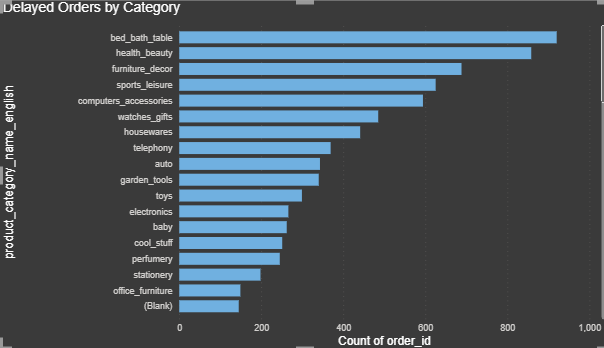 Delayed Orders by Category
product_category_name_english
bed_bath_table
health_beauty
furniture_decor
sports_leisure
computers_accessories
watches_gifts
housewares
telephony
auto
garden_tools
toys
electronics
baby
cool_stuff
perfumery
stationery
office_furniture
(Blank)
0 200 400 600 800 1,000
Count of order_id